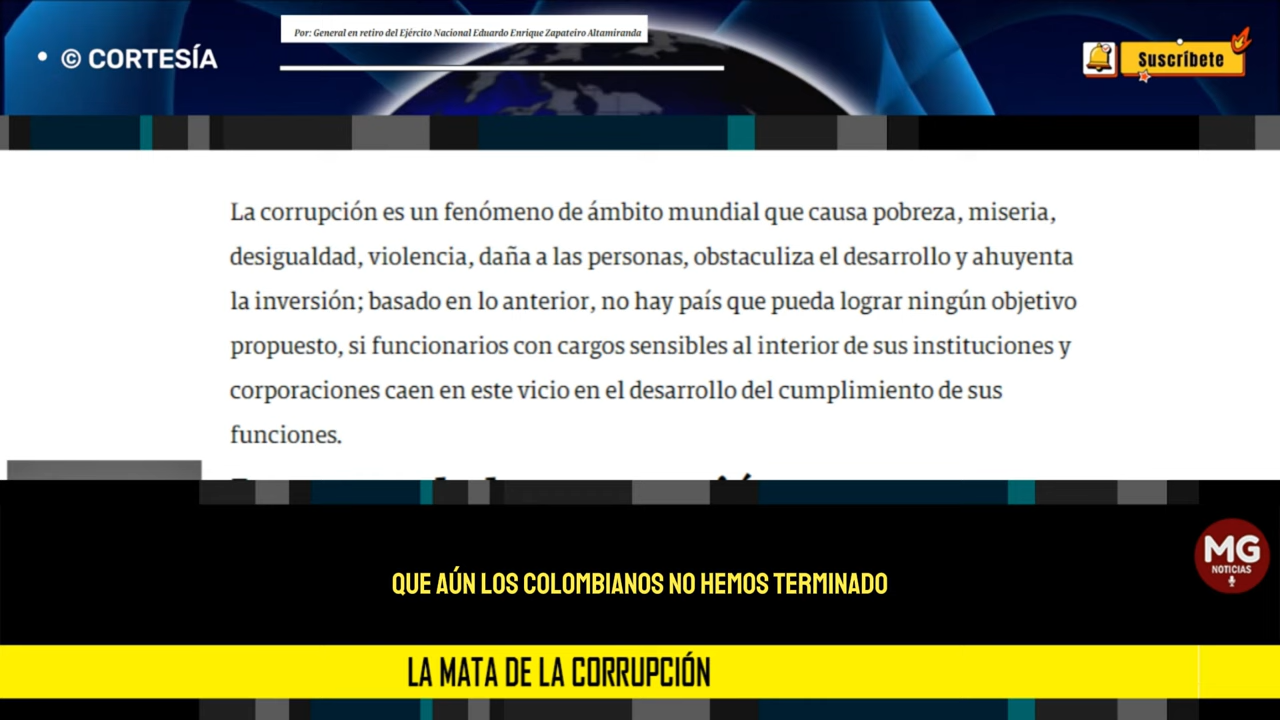 Por: General en retiro del Ejército Nacional Eduardo Enrique Zapateiro Altamiranda
• © CORTESÍA
Suscríbete
La corrupción es un fenómeno de ámbito mundial que causa pobreza, miseria,
desigualdad, violencia, daña a las personas, obstaculiza el desarrollo y ahuyenta
la inversión; basado en lo anterior, no hay país que pueda lograr ningún objetivo
propuesto, si funcionarios con cargos sensibles al interior de sus instituciones y
corporaciones caen en este vicio en el desarrollo del cumplimiento de sus
funciones.
MG
NOTICIAS
QUE AÚN LOS COLOMBIANOS NO HEMOS TERMINADO
LA MATA DE LA CORRUPCIÓN